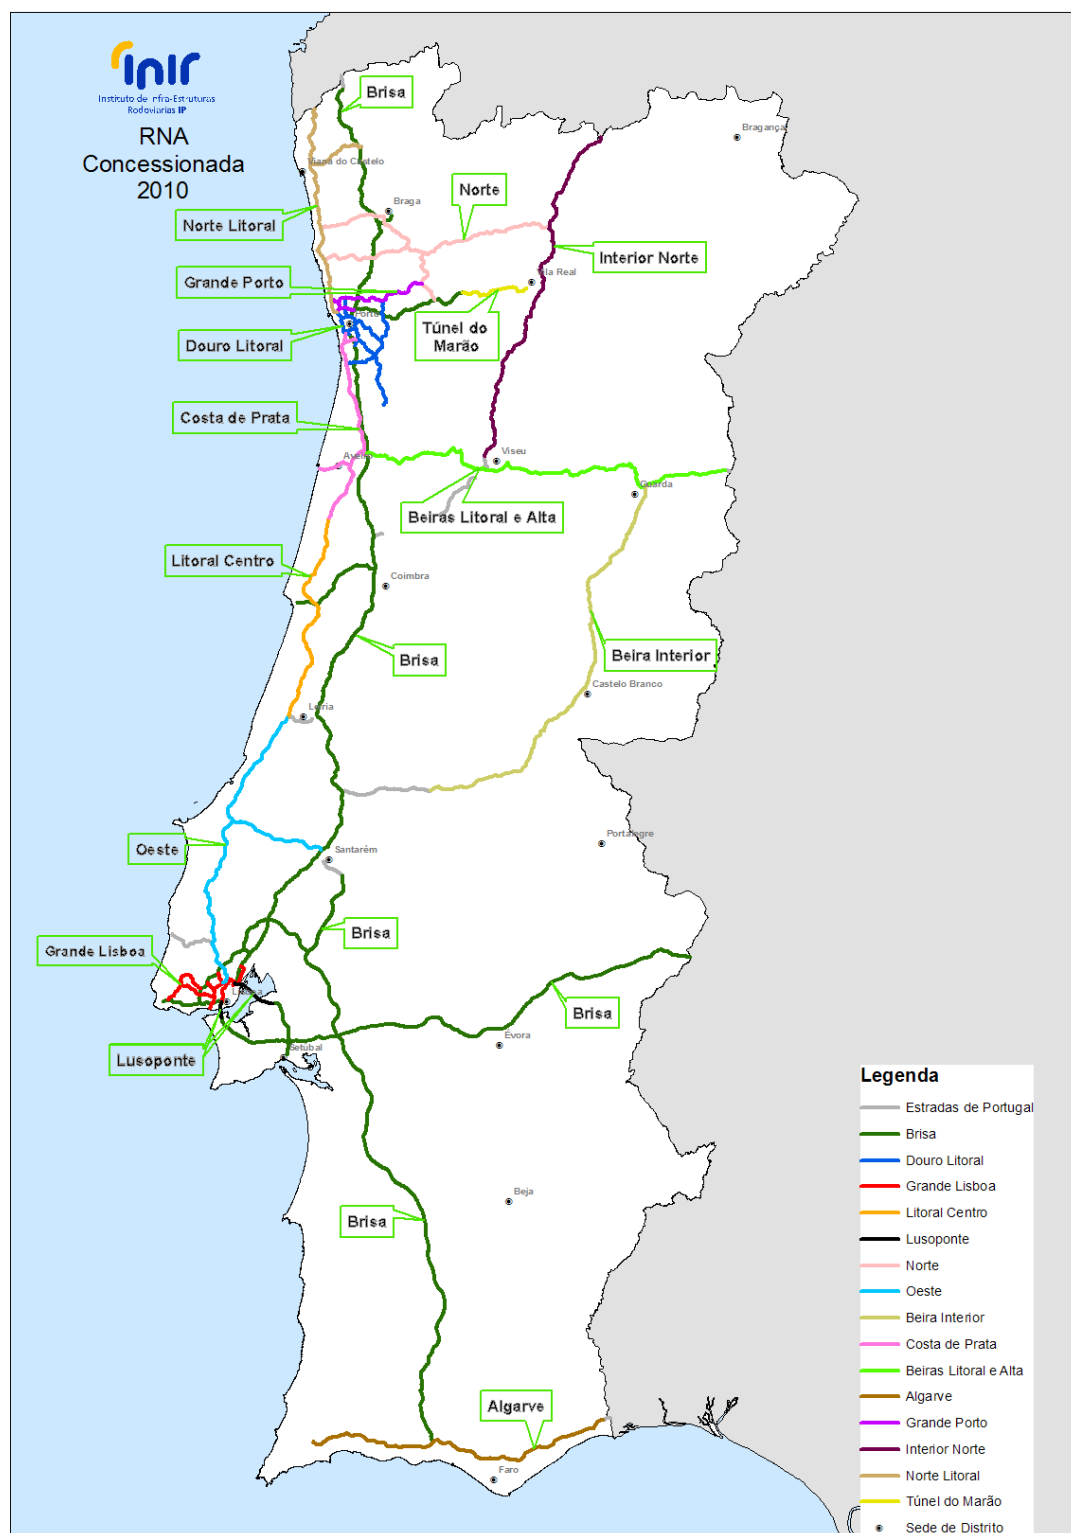 inir
Instituto de Infra-Estruturas
Rodoviárias IP
RNA
Concessionada
2010
Brisa
Bragança
Viana do Castelo
Norte
Braga
Norte Litoral
Interior Norte
Grande Porto
Vila Real
Porto
Túnel do
Marão
Douro Litoral
Costa de Prata
Viseu
Aveiro
Guarda
Beiras Litoral e Alta
Litoral Centro
Coimbra
Brisa
Beira Interior
Castelo Branco
Leiria
Portalegre
Oeste
Santarém
Brisa
Grande Lisboa
Lisboa
Brisa
Évora
Setúbal
Lusoponte
Beja
Brisa
Algarve
Faro
Legenda
Estradas de Portugal
Brisa
Douro Litoral
Grande Lisboa
Litoral Centro
Lusoponte
Norte
Oeste
Beira Interior
Costa de Prata
Beiras Litoral e Alta
Algarve
Grande Porto
Interior Norte
Norte Litoral
Túnel do Marão
Sede de Distrito